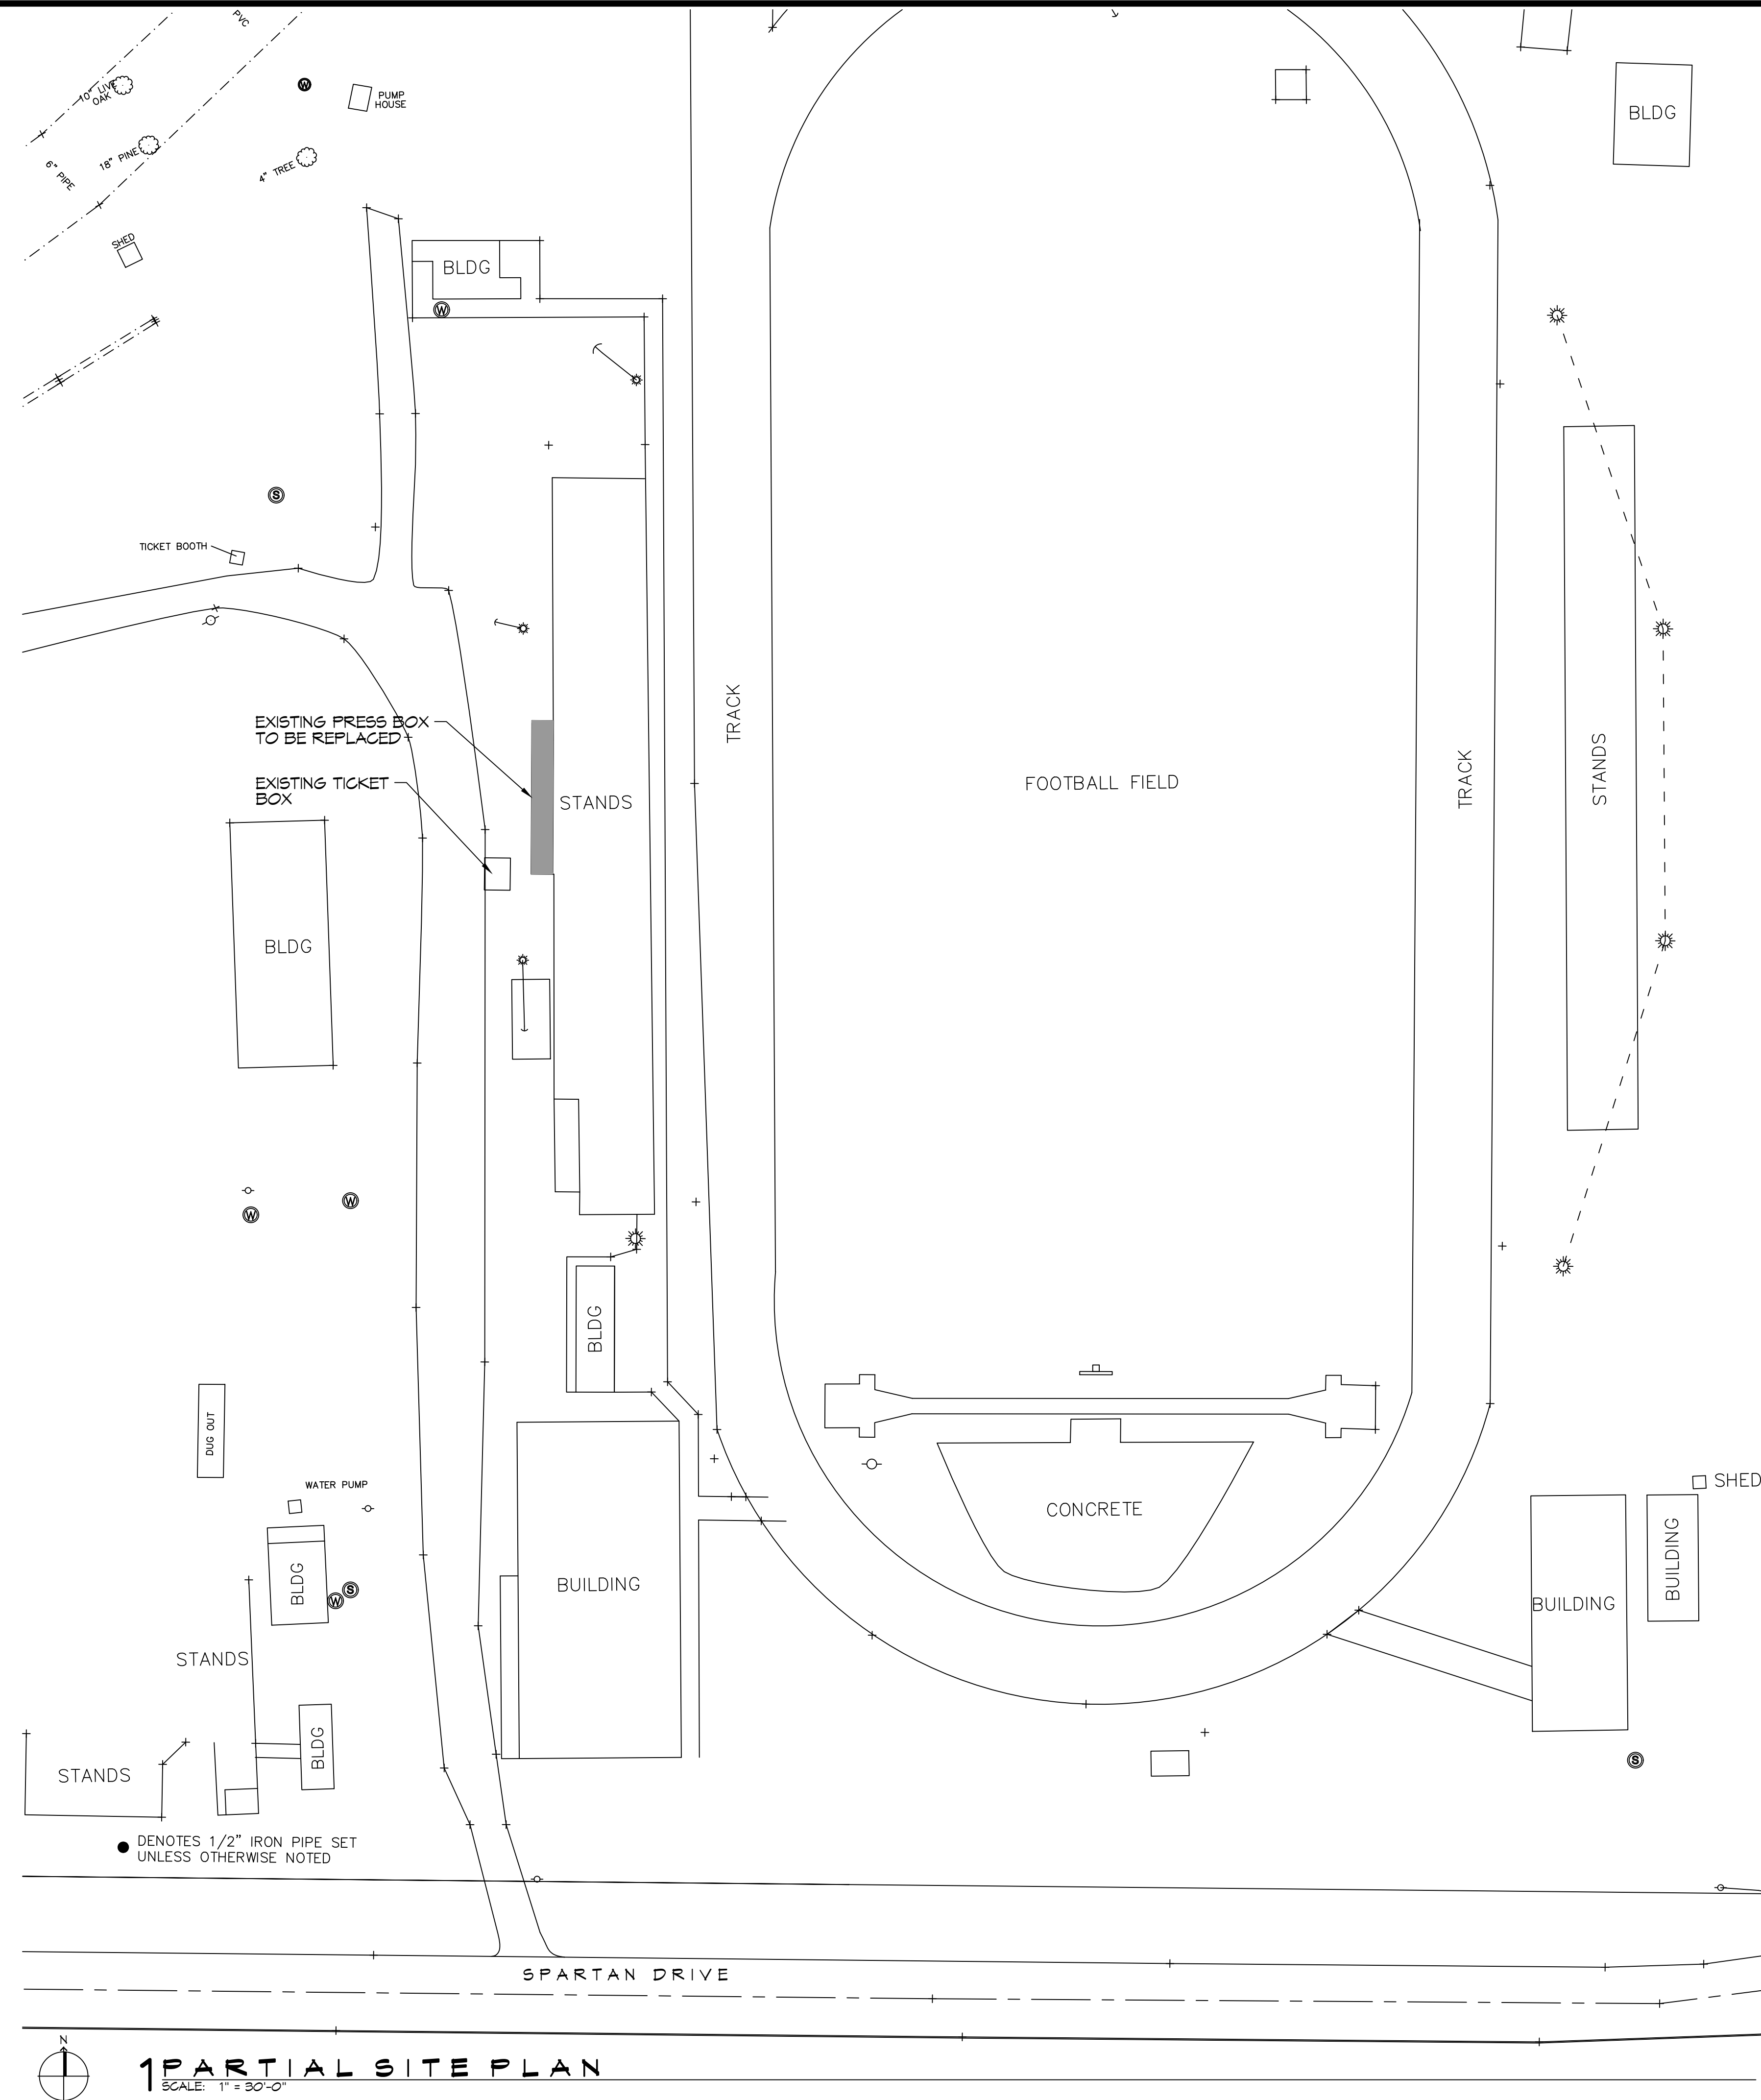 PVC
10" LIVE
OAK
PUMP
HOUSE
BLDG
18" PINE
6" PIPE
4" TREE
W
SHED
BLDG
W
S
TICKET BOOTH
TRACK
EXISTING PRESS BOX
TO BE REPLACED
EXISTING TICKET
BOX
STANDS
FOOTBALL FIELD
TRACK
STANDS
BLDG
W
W
BLDG
DUG OUT
WATER PUMP
SHED
CONCRETE
BLDG
W
S
BUILDING
BUILDING
BUILDING
STANDS
BLDG
STANDS
S
DENOTES 1/2" IRON PIPE SET
UNLESS OTHERWISE NOTED
SPARTAN DRIVE
N
1 PARTIAL SITE PLAN
SCALE: 1" = 30'-0"